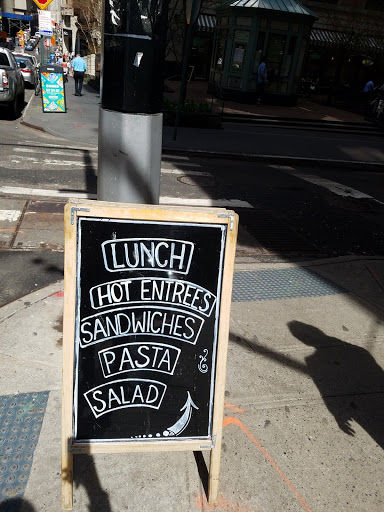 LUNCH
HOT ENTREES
SANDWICHES
PASTA
SALAD